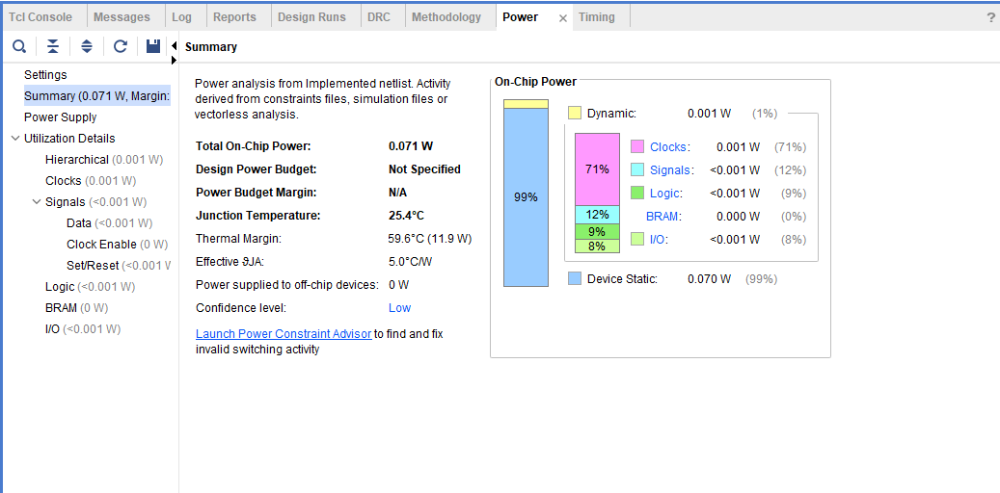 Tcl Console Messages Log Reports Design Runs DRC Methodology Power × Timing ?
Summary
Settings
Summary (0.071 W, Margin:
Power Supply
Utilization Details
Hierarchical (0.001 W)
Clocks (0.001 W)
Signals (<0.001 W)
Data (<0.001 W)
Clock Enable (0 W)
Set/Reset (<0.001 W
Logic (<0.001 W)
BRAM (0 W)
I/O (<0.001 W)
Power analysis from Implemented netlist. Activity
derived from constraints files, simulation files or
vectorless analysis.
Total On-Chip Power: 0.071 W
Design Power Budget: Not Specified
Power Budget Margin: N/A
Junction Temperature: 25.4°C
Thermal Margin: 59.6°C (11.9 W)
Effective ϑJA: 5.0°C/W
Power supplied to off-chip devices: 0 W
Confidence level: Low
Launch Power Constraint Advisor to find and fix
invalid switching activity
On-Chip Power
Dynamic: 0.001 W (1%)
71% Clocks: 0.001 W (71%)
Signals: <0.001 W (12%)
99% Logic: <0.001 W (9%)
12% BRAM: 0.000 W (0%)
9%
8% I/O: <0.001 W (8%)
Device Static: 0.070 W (99%)